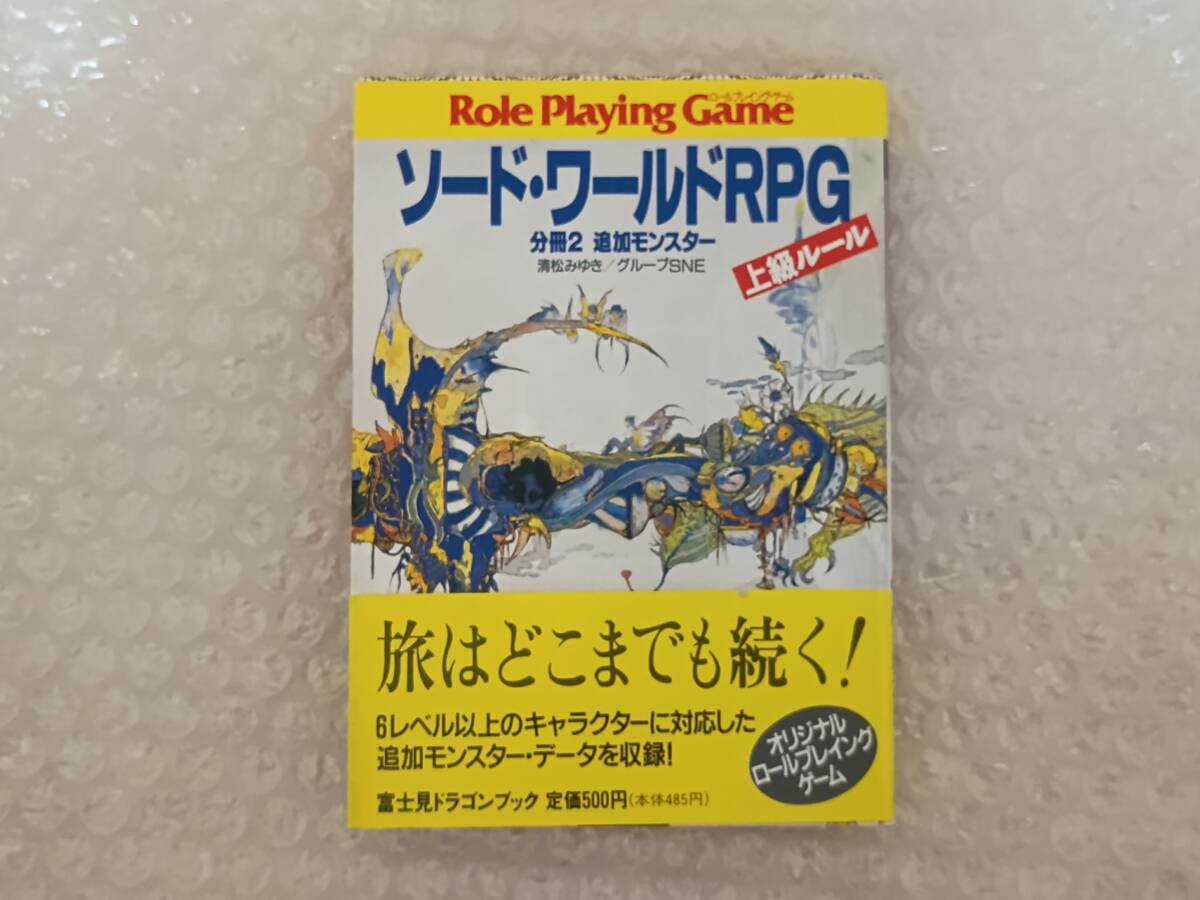 Role Playing Game
ロールプレイング・ゲーム
ソード・ワールドRPG
分冊2 追加モンスター
清松みゆき／グループSNE
上級ルール
旅はどこまでも続く！
6レベル以上のキャラクターに対応した
追加モンスター・データを収録！
オリジナル
ロールプレイング
ゲーム
富士見ドラゴンブック 定価500円（本体485円）